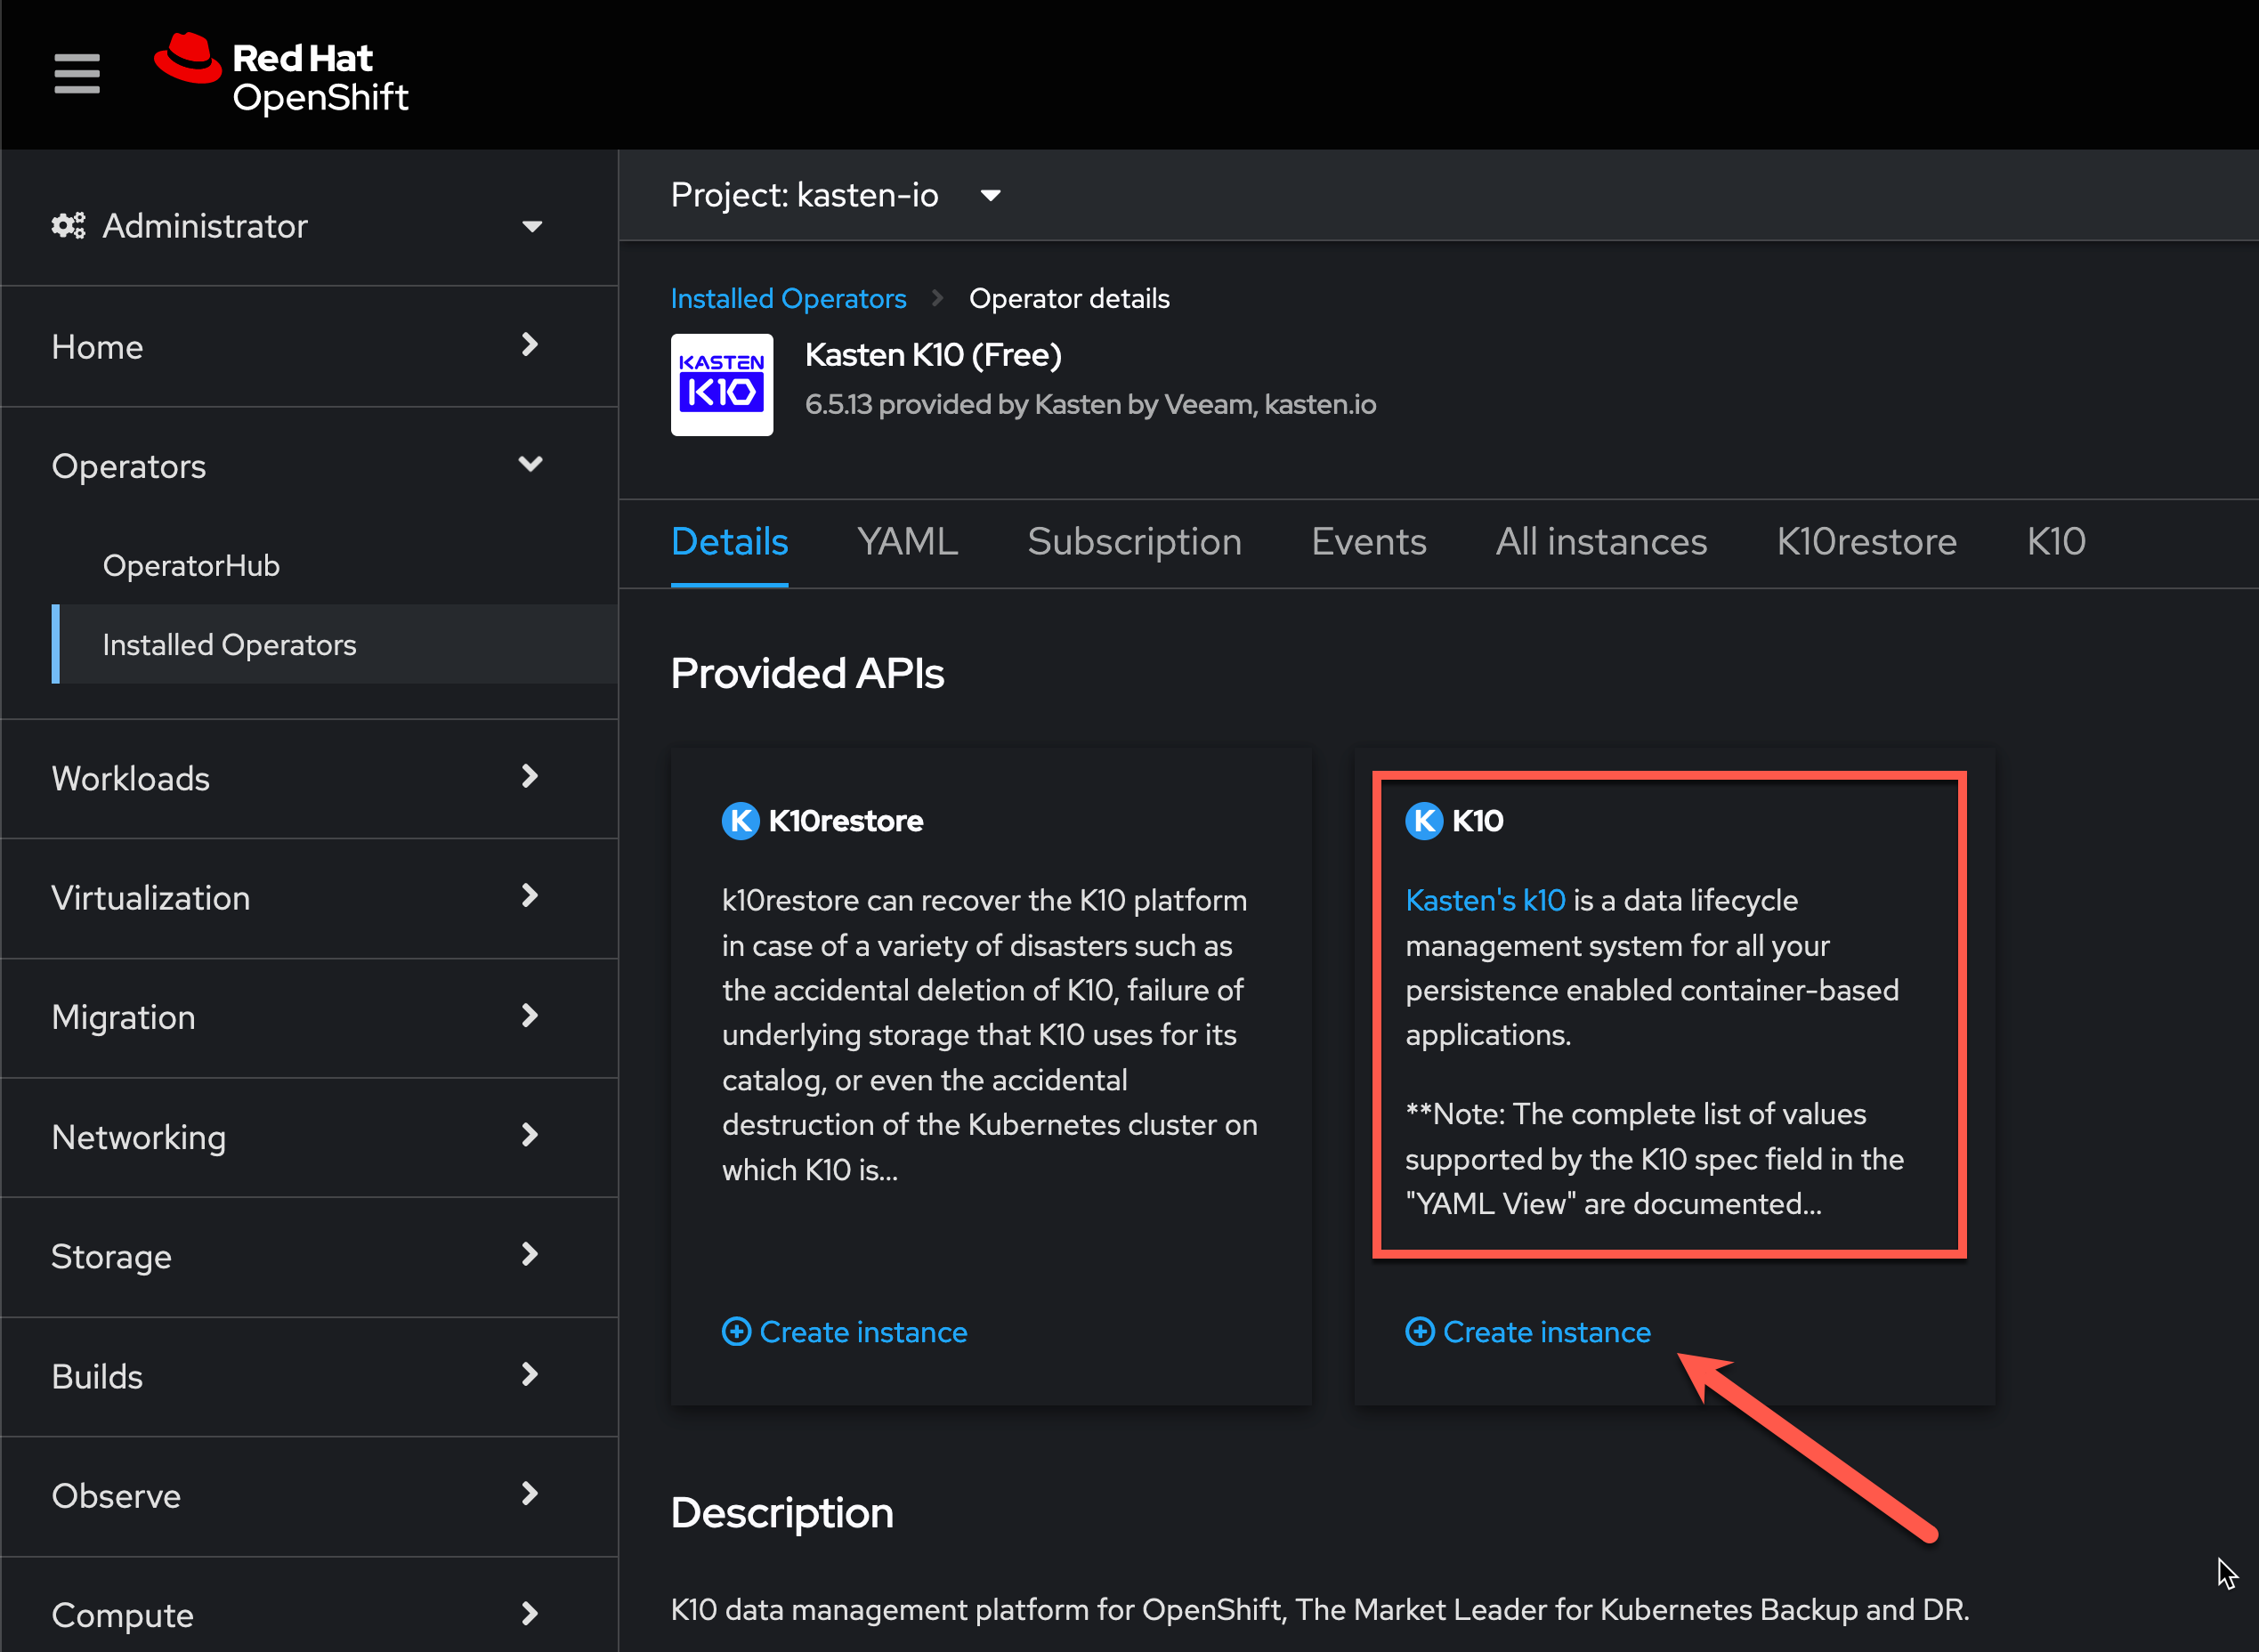 Red Hat
OpenShift
Administrator
Home
Operators
OperatorHub
Installed Operators
Workloads
Virtualization
Migration
Networking
Storage
Builds
Observe
Compute
Project: kasten-io
Installed Operators
Operator details
KASTEN
K10
Kasten K10 (Free)
6.5.13 provided by Kasten by Veeam, kasten.io
Details YAML Subscription Events All instances K10restore K10
Provided APIs
K K10restore
k10restore can recover the K10 platform
in case of a variety of disasters such as
the accidental deletion of K10, failure of
underlying storage that K10 uses for its
catalog, or even the accidental
destruction of the Kubernetes cluster on
which K10 is...
Create instance
K K10
Kasten's k10 is a data lifecycle
management system for all your
persistence enabled container-based
applications.
**Note: The complete list of values
supported by the K10 spec field in the
"YAML View" are documented...
Create instance
Description
K10 data management platform for OpenShift, The Market Leader for Kubernetes Backup and DR.